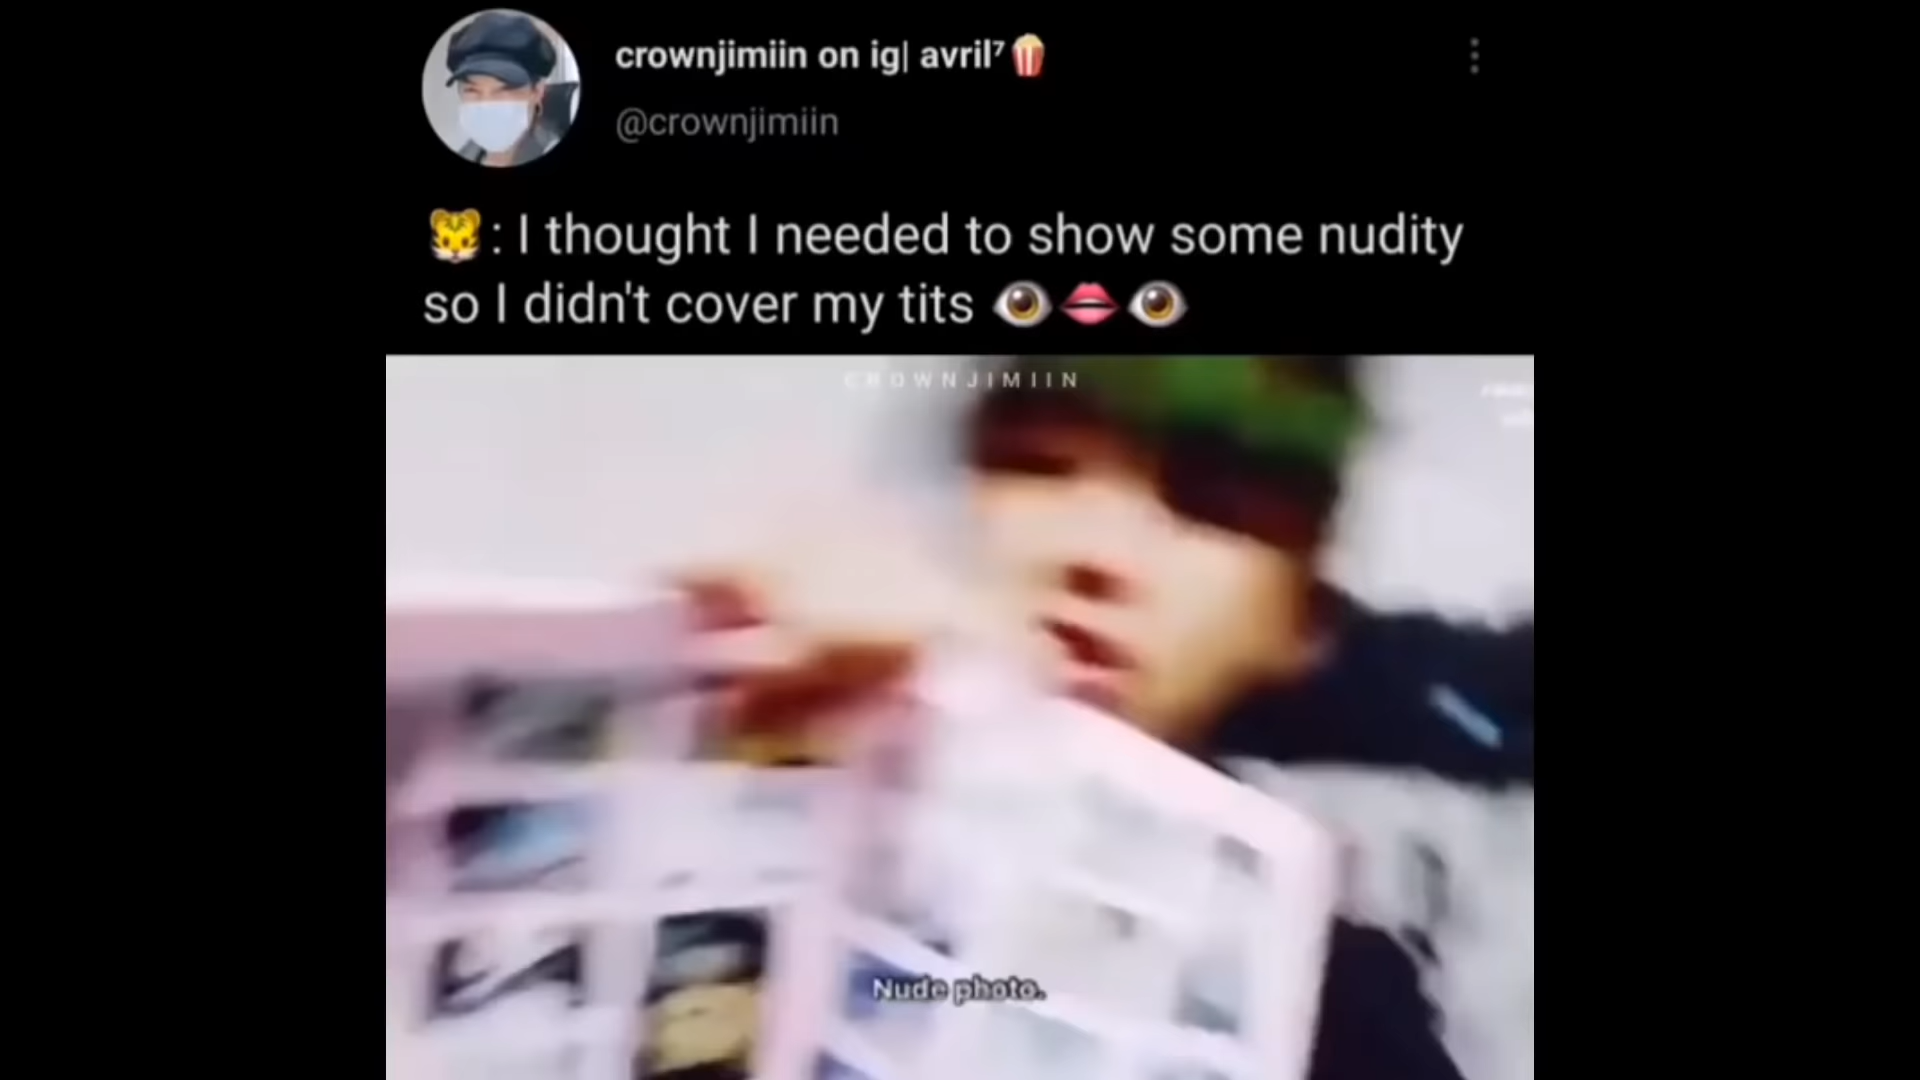 crownjimiin on ig| avril⁷🍿
@crownjimiin
🐯: I thought I needed to show some nudity
so I didn't cover my tits 👁️👄👁️
CROWNJIMIIN
Nude photo.